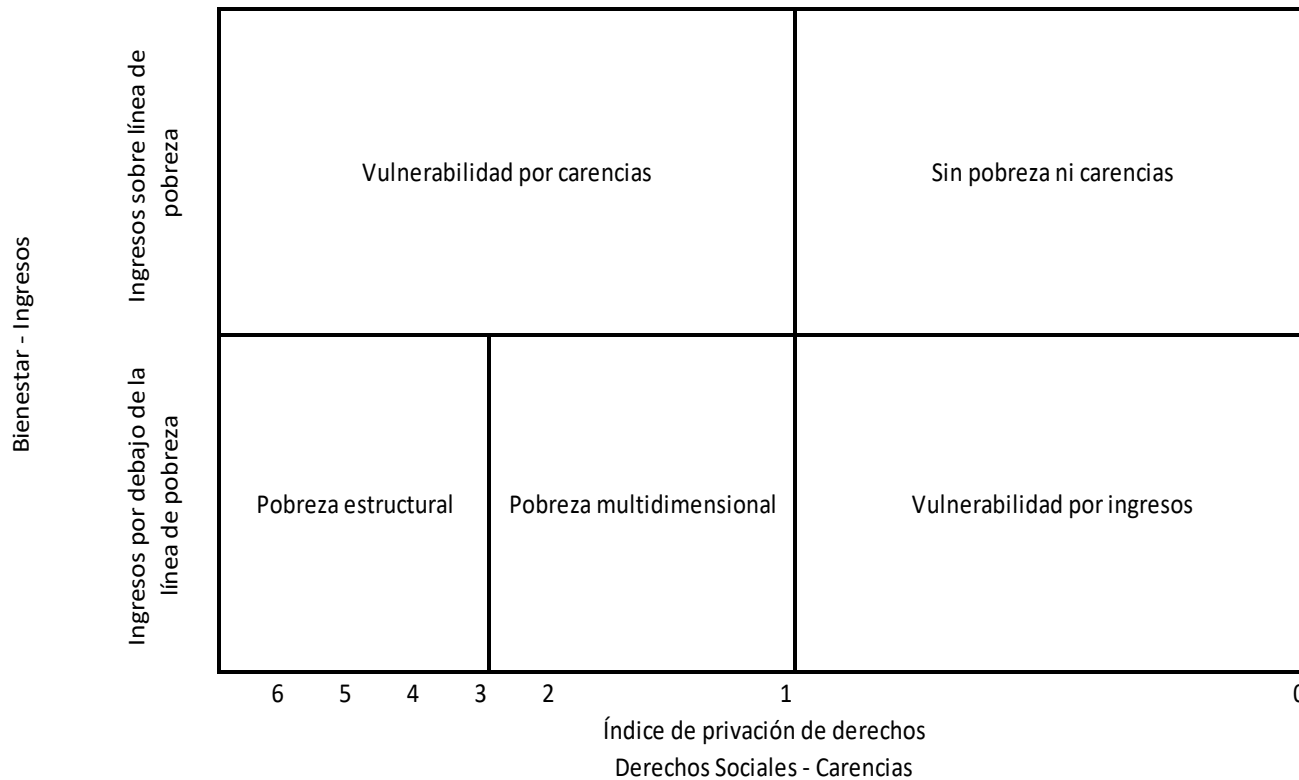 Bienestar - Ingresos
Ingresos sobre línea de
pobreza
Vulnerabilidad por carencias
Sin pobreza ni carencias
Ingresos por debajo de la
línea de pobreza
Pobreza estructural
Pobreza multidimensional
Vulnerabilidad por ingresos
6 5 4 3 2 1 0
Índice de privación de derechos
Derechos Sociales - Carencias